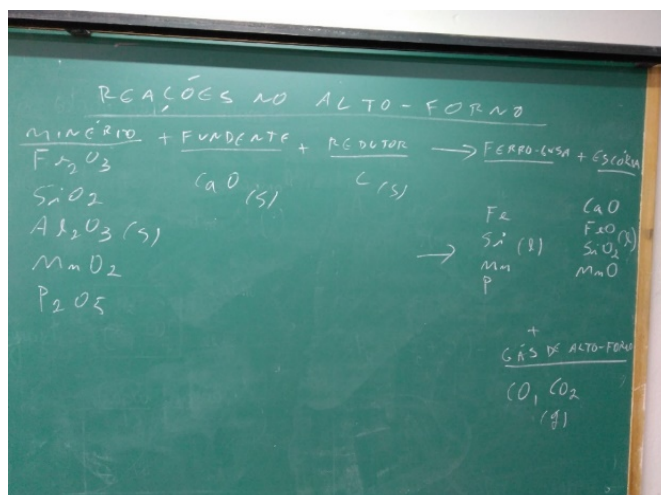 REAÇÕES NO ALTO-FORNO
MINÉRIO + FUNDENTE + REDUTOR → FERRO-GUSA + ESCÓRIA
Fe2O3
SiO2
Al2O3 (s)
MnO2
P2O5
CaO (s)
C (s)
→
Fe
Si (l)
Mn
P
CaO
FeO (l)
SiO2
MnO
+
GÁS DE ALTO-FORNO
CO, CO2
(g)